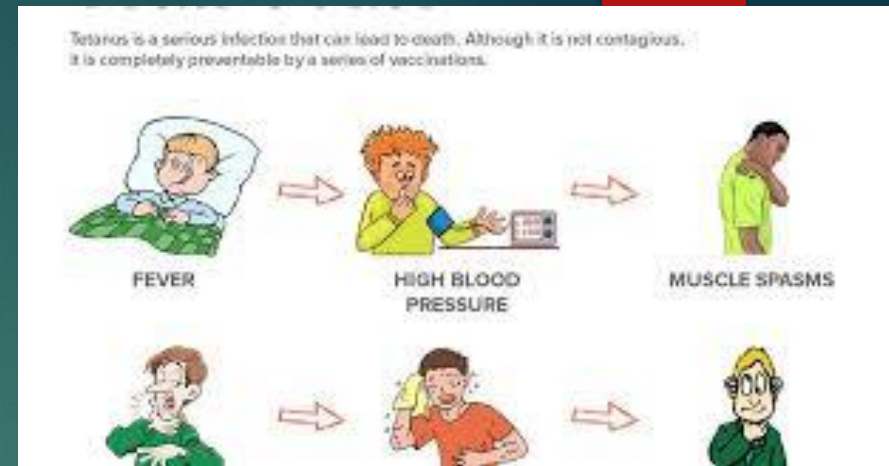 Tetanus is a serious infection that can lead to death. Although it is not contagious,
it is completely preventable by a series of vaccinations.
FEVER
HIGH BLOOD
PRESSURE
MUSCLE SPASMS